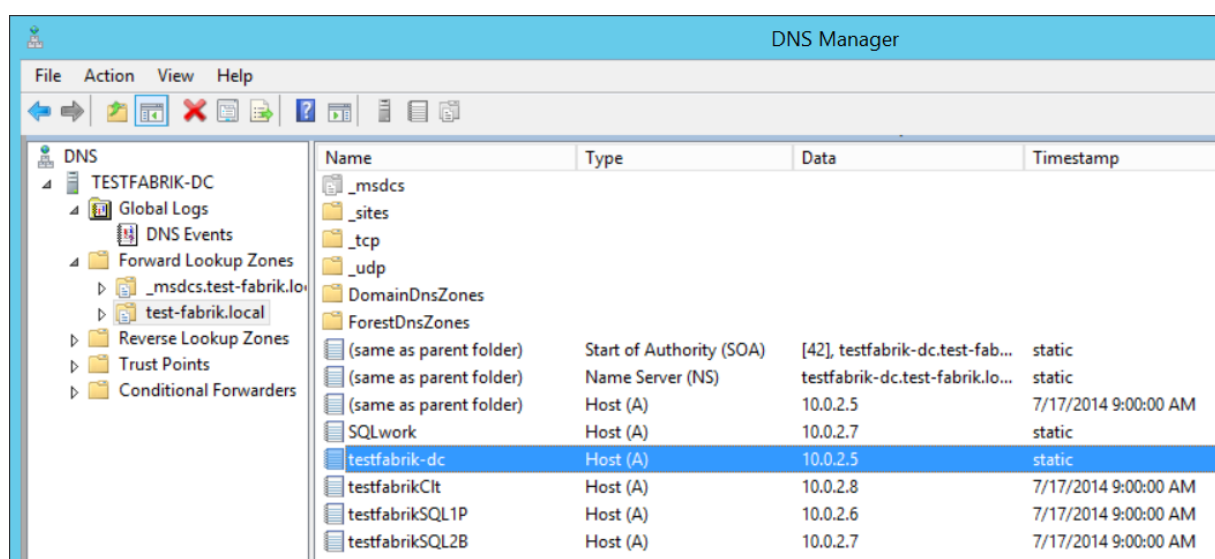 DNS Manager
File Action View Help
DNS
TESTFABRIK-DC
Global Logs
DNS Events
Forward Lookup Zones
_msdcs.test-fabrik.lo
test-fabrik.local
Reverse Lookup Zones
Trust Points
Conditional Forwarders
Name Type Data Timestamp
_msdcs
_sites
_tcp
_udp
DomainDnsZones
ForestDnsZones
(same as parent folder) Start of Authority (SOA) [42], testfabrik-dc.test-fab... static
(same as parent folder) Name Server (NS) testfabrik-dc.test-fabrik.lo... static
(same as parent folder) Host (A) 10.0.2.5 7/17/2014 9:00:00 AM
SQLwork Host (A) 10.0.2.7 static
testfabrik-dc Host (A) 10.0.2.5 static
testfabrikClt Host (A) 10.0.2.8 7/17/2014 9:00:00 AM
testfabrikSQL1P Host (A) 10.0.2.6 7/17/2014 9:00:00 AM
testfabrikSQL2B Host (A) 10.0.2.7 7/17/2014 9:00:00 AM